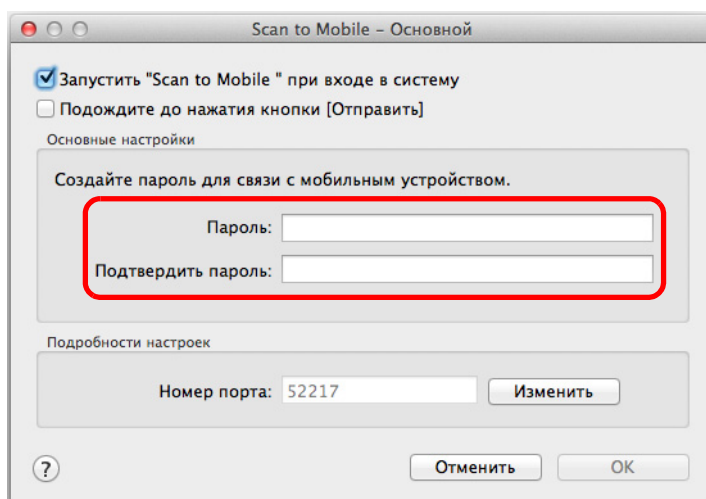 Scan to Mobile – Основной
Запустить "Scan to Mobile " при входе в систему
Подождите до нажатия кнопки [Отправить]
Основные настройки
Создайте пароль для связи с мобильным устройством.
Пароль:
Подтвердить пароль:
Подробности настроек
Номер порта: 52217 Изменить
? Отменить OK